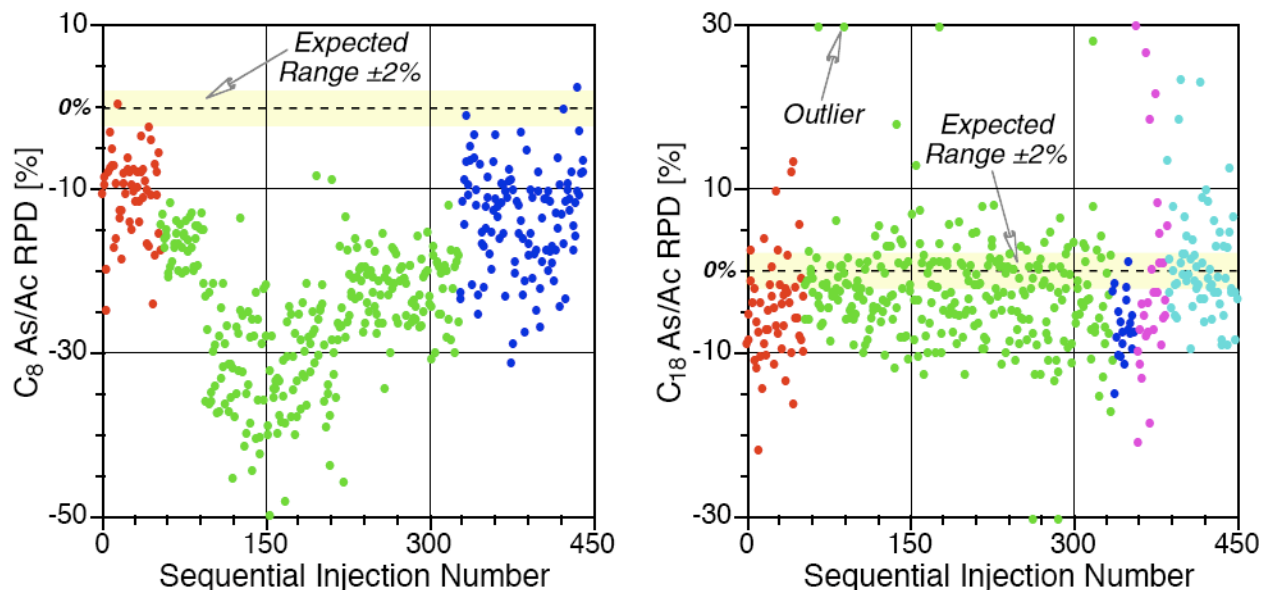 10
0%
-10
-30
-50
0
150
300
450
C₈ As/Ac RPD [%]
Sequential Injection Number
Expected
Range ±2%
30
10
0%
-10
-30
0
150
300
450
C₁₈ As/Ac RPD [%]
Sequential Injection Number
Outlier
Expected
Range ±2%